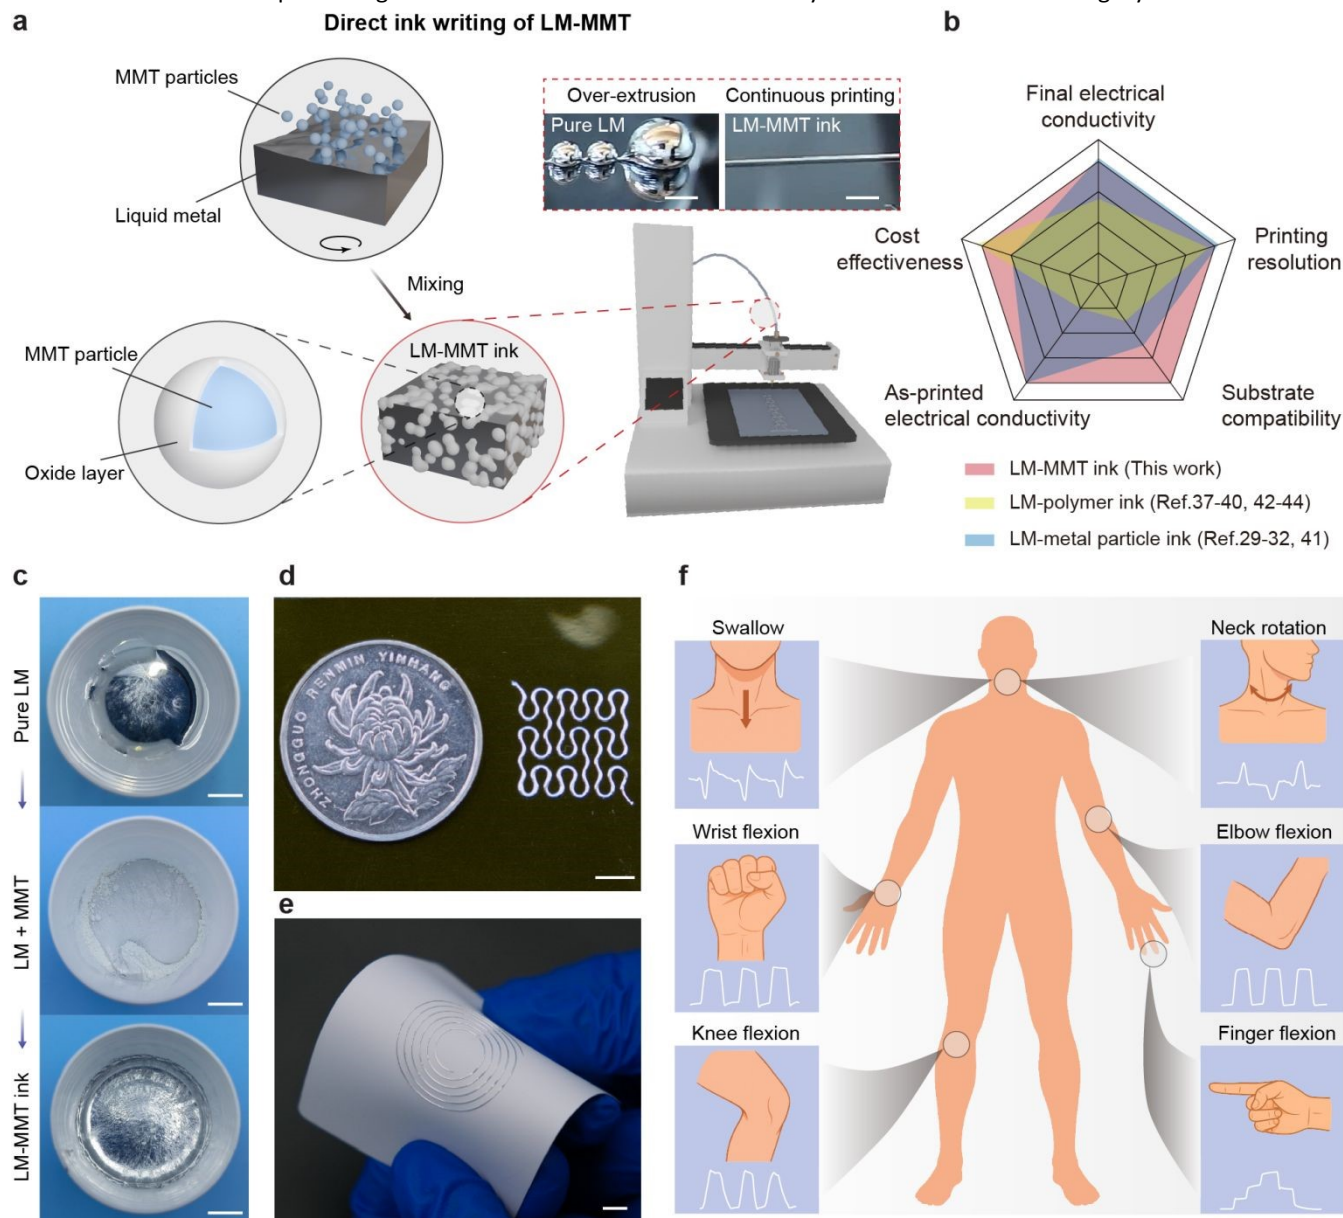 a
Direct ink writing of LM-MMT
MMT particles
Liquid metal
Mixing
Over-extrusion
Continuous printing
Pure LM
LM-MMT ink
MMT particle
Oxide layer
LM-MMT ink
b
Final electrical
conductivity
Cost
effectiveness
Printing
resolution
As-printed
electrical conductivity
Substrate
compatibility
LM-MMT ink (This work)
LM-polymer ink (Ref.37-40, 42-44)
LM-metal particle ink (Ref.29-32, 41)
c
Pure LM
LM + MMT
LM-MMT ink
d
ZHONGGUO RENMIN YINHANG
e
f
Swallow
Neck rotation
Wrist flexion
Elbow flexion
Knee flexion
Finger flexion